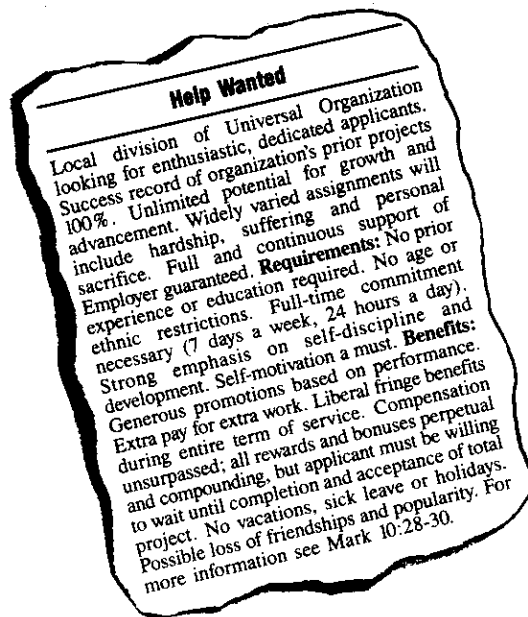 Help Wanted
Local division of Universal Organization
looking for enthusiastic, dedicated applicants.
Success record of organization's prior projects
100%. Unlimited potential for growth and
advancement. Widely varied assignments will
include hardship, suffering and personal
sacrifice. Full and continuous support of
Employer guaranteed. Requirements: No prior
experience or education required. No age or
ethnic restrictions. Full-time commitment
necessary (7 days a week, 24 hours a day).
Strong emphasis on self-discipline and
development. Self-motivation a must. Benefits:
Generous promotions based on performance.
Extra pay for extra work. Liberal fringe benefits
during entire term of service. Compensation
unsurpassed; all rewards and bonuses perpetual
and compounding, but applicant must be willing
to wait until completion and acceptance of total
project. No vacations, sick leave or holidays.
Possible loss of friendships and popularity. For
more information see Mark 10:28-30.